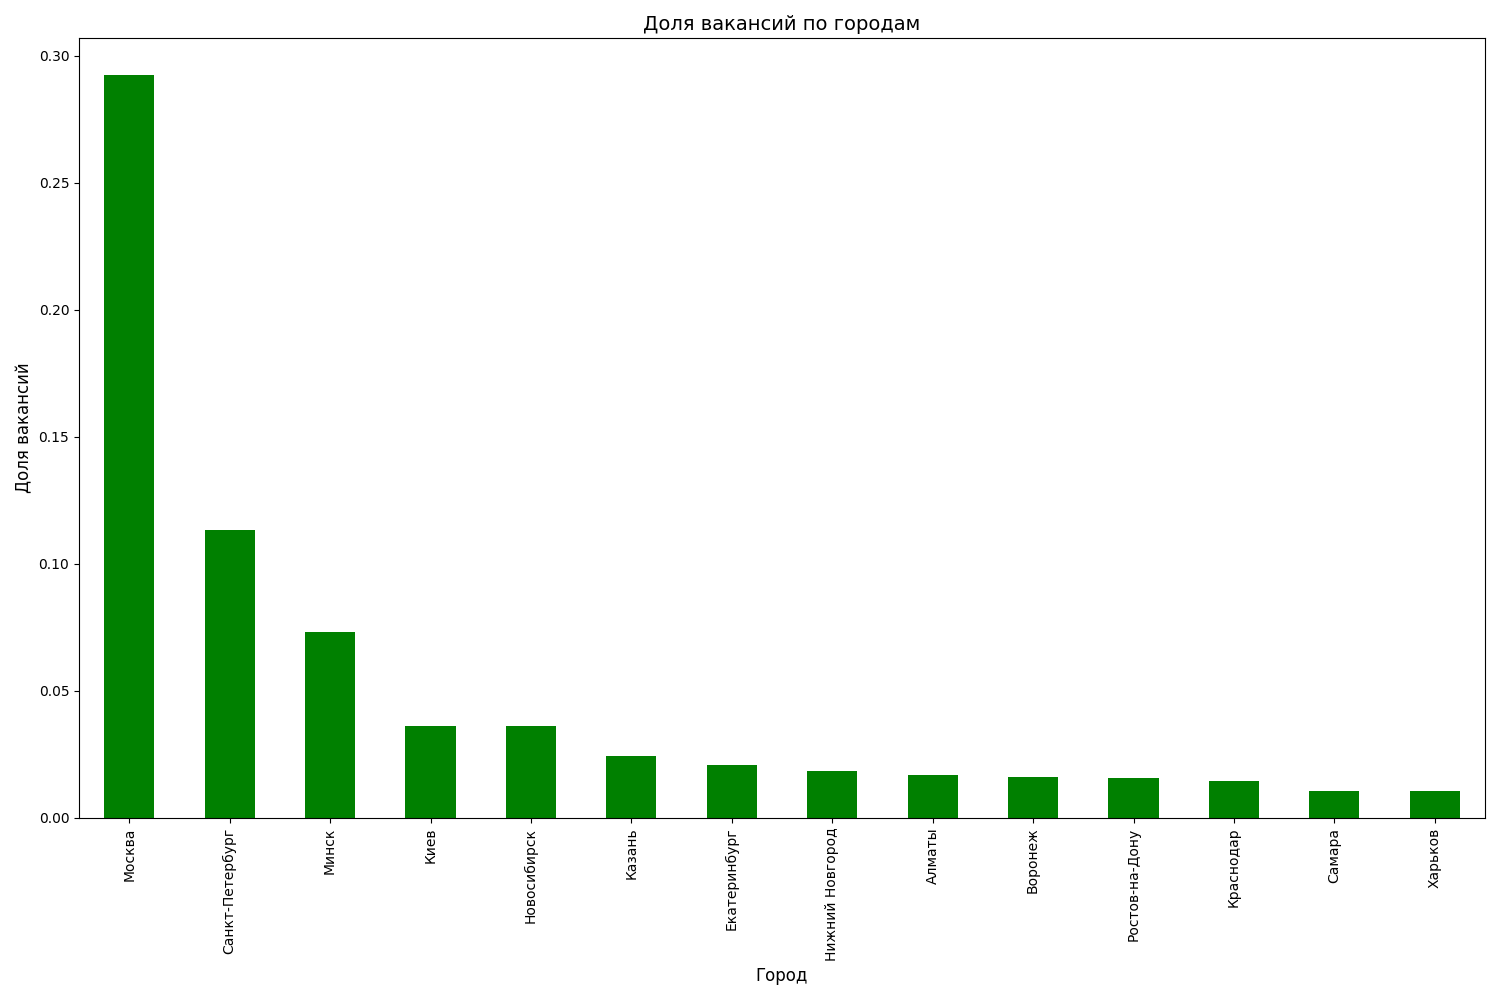 Доля вакансий по городам
Доля вакансий
0.30
0.25
0.20
0.15
0.10
0.05
0.00
Москва
Санкт-Петербург
Минск
Киев
Новосибирск
Казань
Екатеринбург
Нижний Новгород
Алматы
Воронеж
Ростов-на-Дону
Краснодар
Самара
Харьков
Город